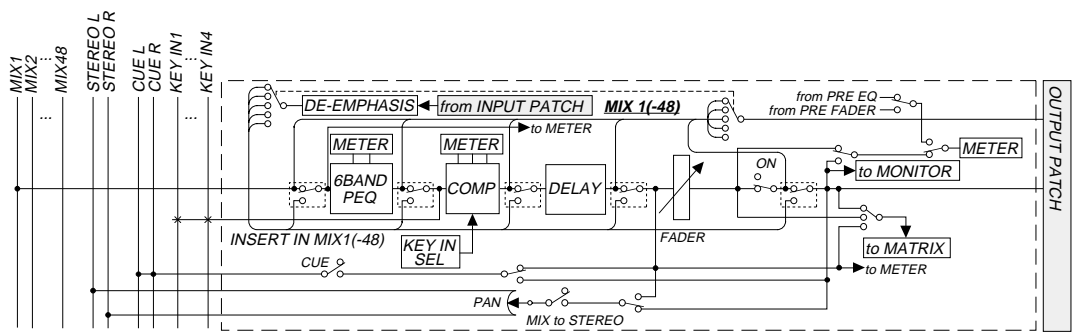 MIX1
MIX2
...
MIX48
STEREO L
STEREO R
CUE L
CUE R
KEY IN1
...
KEY IN4
...
...
DE-EMPHASIS
from INPUT PATCH
MIX 1(-48)
to METER
from PRE EQ
from PRE FADER
METER
METER
METER
6BAND
PEQ
COMP
DELAY
ON
to MONITOR
INSERT IN MIX1(-48)
KEY IN
SEL
FADER
to MATRIX
to METER
CUE
PAN
MIX to STEREO
OUTPUT PATCH